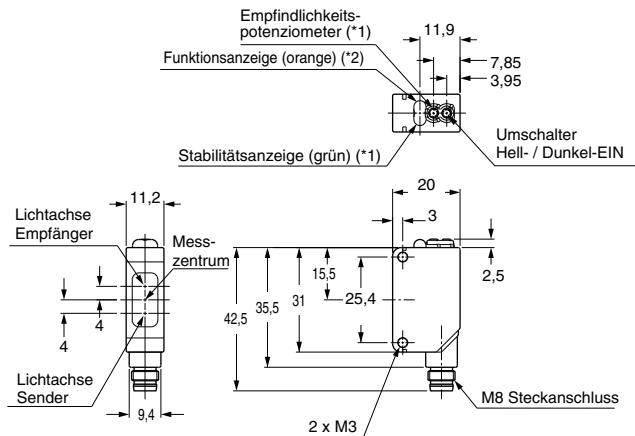 Empfindlichkeits-
potenziometer (*1)
Funktionsanzeige (orange) (*2)
11,9
7,85
3,95
Umschalter
Hell- / Dunkel-EIN
Stabilitätsanzeige (grün) (*1)
11,2
Lichtachse
Empfänger
Mess-
zentrum
4
4
Lichtachse
Sender
9,4
20
3
2,5
15,5
25,4
31
35,5
42,5
M8 Steckanschluss
2 x M3